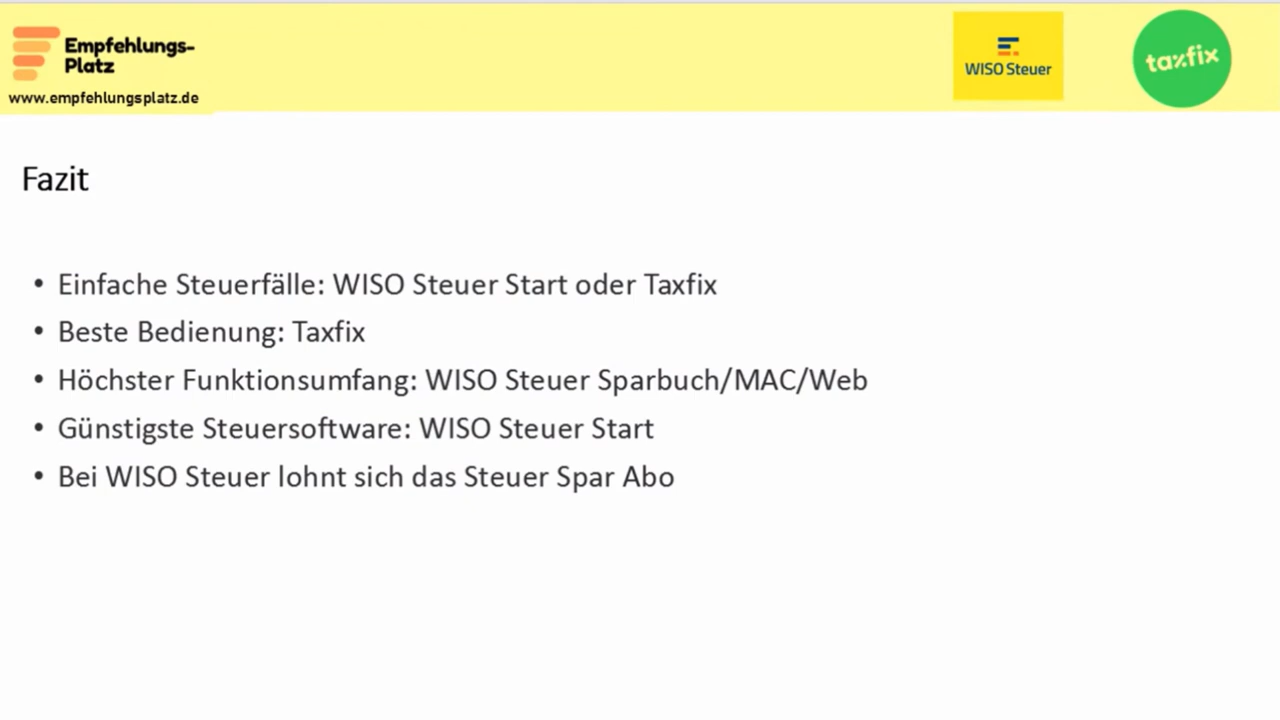 Empfehlungs-
Platz
www.empfehlungsplatz.de
WISO Steuer
taxfix
Fazit
• Einfache Steuerfälle: WISO Steuer Start oder Taxfix
• Beste Bedienung: Taxfix
• Höchster Funktionsumfang: WISO Steuer Sparbuch/MAC/Web
• Günstigste Steuersoftware: WISO Steuer Start
• Bei WISO Steuer lohnt sich das Steuer Spar Abo